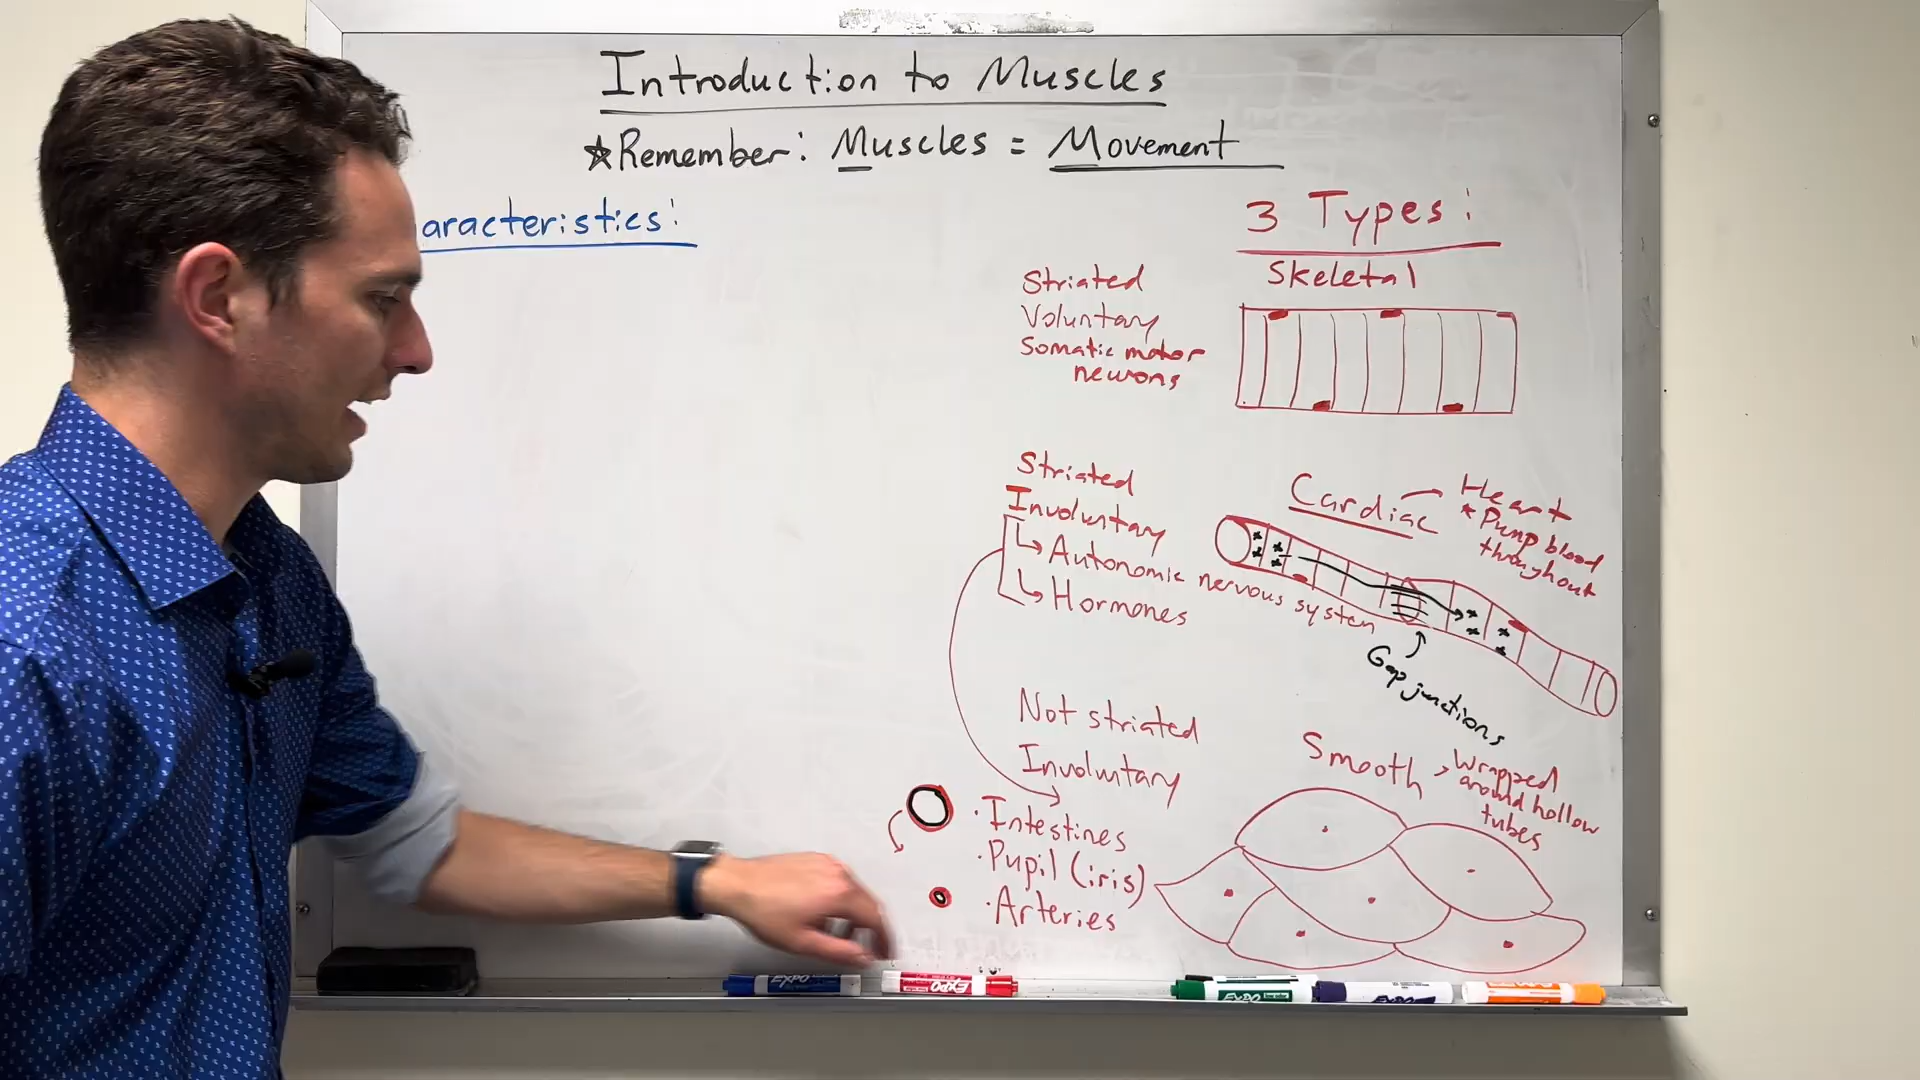 Introduction to Muscles
★Remember: Muscles = Movement
aracteristics:
3 Types:
Skeletal
Striated
Voluntary
Somatic motor
neurons
Cardiac — Heart
* Pump blood
throughout
Striated
Involuntary
↳ Autonomic nervous system
↳ Hormones
Gap junctions
Not striated
Involuntary
Smooth > Wrapped
around hollow
tubes
· Intestines
· Pupil (iris)
· Arteries
EXPO
EXPO
EXPO
EXPO